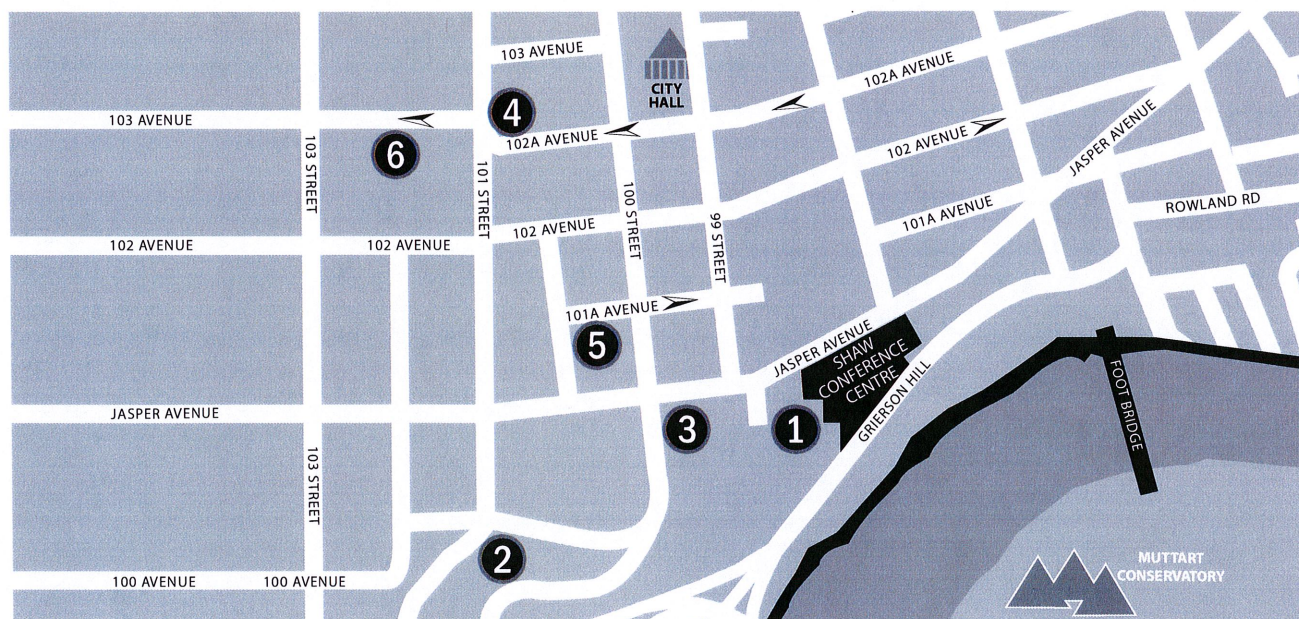 103 AVENUE
CITY
HALL
102A AVENUE
4
103 AVENUE
102A AVENUE
102 AVENUE
JASPER AVENUE
6
103 STREET
101 STREET
100 STREET
99 STREET
101A AVENUE
ROWLAND RD
102 AVENUE
102 AVENUE
102 AVENUE
101A AVENUE
5
JASPER AVENUE
SHAW
CONFERENCE
CENTRE
GRIERSON HILL
FOOT BRIDGE
JASPER AVENUE
3
1
103 STREET
2
100 AVENUE
100 AVENUE
MUTTART
CONSERVATORY